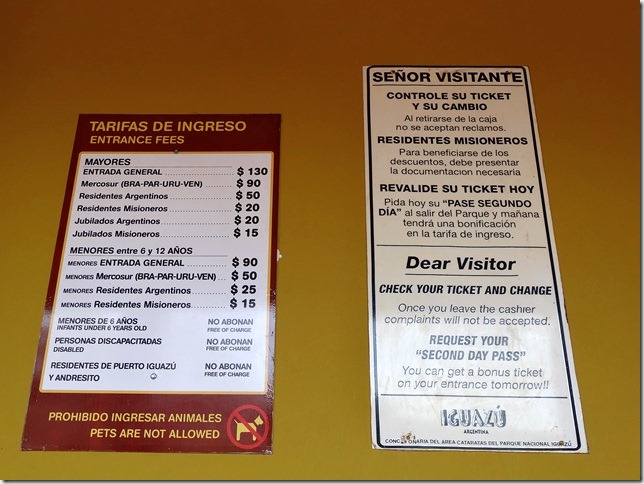 TARIFAS DE INGRESO
ENTRANCE FEES
MAYORES
ENTRADA GENERAL $ 130
Mercosur (BRA-PAR-URU-VEN) $ 90
Residentes Argentinos $ 50
Residentes Misioneros $ 20
Jubilados Argentinos $ 20
Jubilados Misioneros $ 15
MENORES entre 6 y 12 AÑOS
MENORES ENTRADA GENERAL $ 90
MENORES Mercosur (BRA-PAR-URU-VEN) $ 50
MENORES Residentes Argentinos $ 25
MENORES Residentes Misioneros $ 15
MENORES DE 6 AÑOS NO ABONAN
INFANTS UNDER 6 YEARS OLD FREE OF CHARGE
PERSONAS DISCAPACITADAS NO ABONAN
DISABLED FREE OF CHARGE
RESIDENTES DE PUERTO IGUAZÚ NO ABONAN
Y ANDRESITO FREE OF CHARGE
PROHIBIDO INGRESAR ANIMALES
PETS ARE NOT ALLOWED
SEÑOR VISITANTE
CONTROLE SU TICKET
Y SU CAMBIO
Al retirarse de la caja
no se aceptan reclamos.
RESIDENTES MISIONEROS
Para beneficiarse de los
descuentos, debe presentar
la documentacion necesaria
REVALIDE SU TICKET HOY
Pida hoy su "PASE SEGUNDO
DÍA" al salir del Parque y mañana
tendrá una bonificación
en la tarifa de ingreso.
Dear Visitor
CHECK YOUR TICKET AND CHANGE
Once you leave the cashier
complaints will not be accepted.
REQUEST YOUR
"SECOND DAY PASS"
You can get a bonus ticket
on your entrance tomorrow!!
IGUAZÚ
ARGENTINA
DEL AREA CATARATAS DEL PARQUE NACIONAL IGUAZÚ